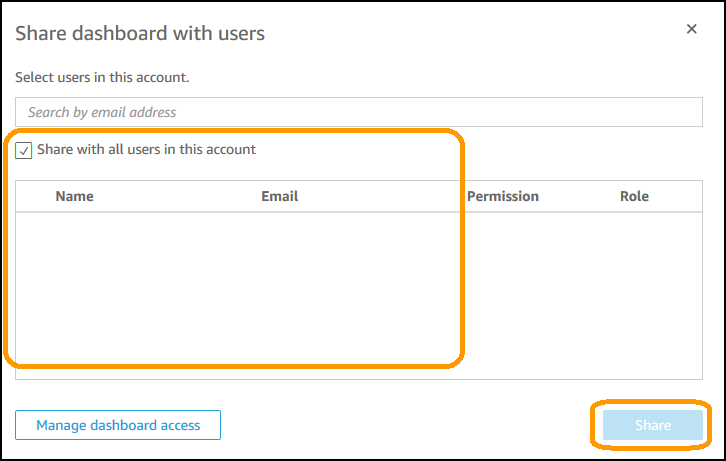 Share dashboard with users
Select users in this account.
Search by email address
Share with all users in this account
Name Email Permission Role
Manage dashboard access Share